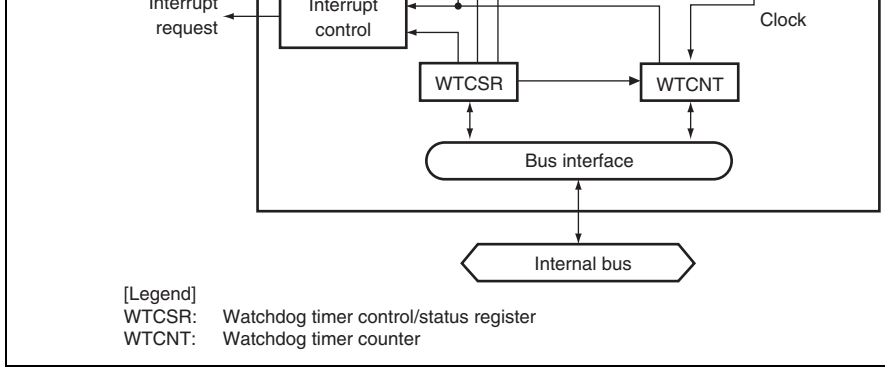 Interrupt
request
Interrupt
control
Clock
WTCSR
WTCNT
Bus interface
Internal bus
[Legend]
WTCSR: Watchdog timer control/status register
WTCNT: Watchdog timer counter